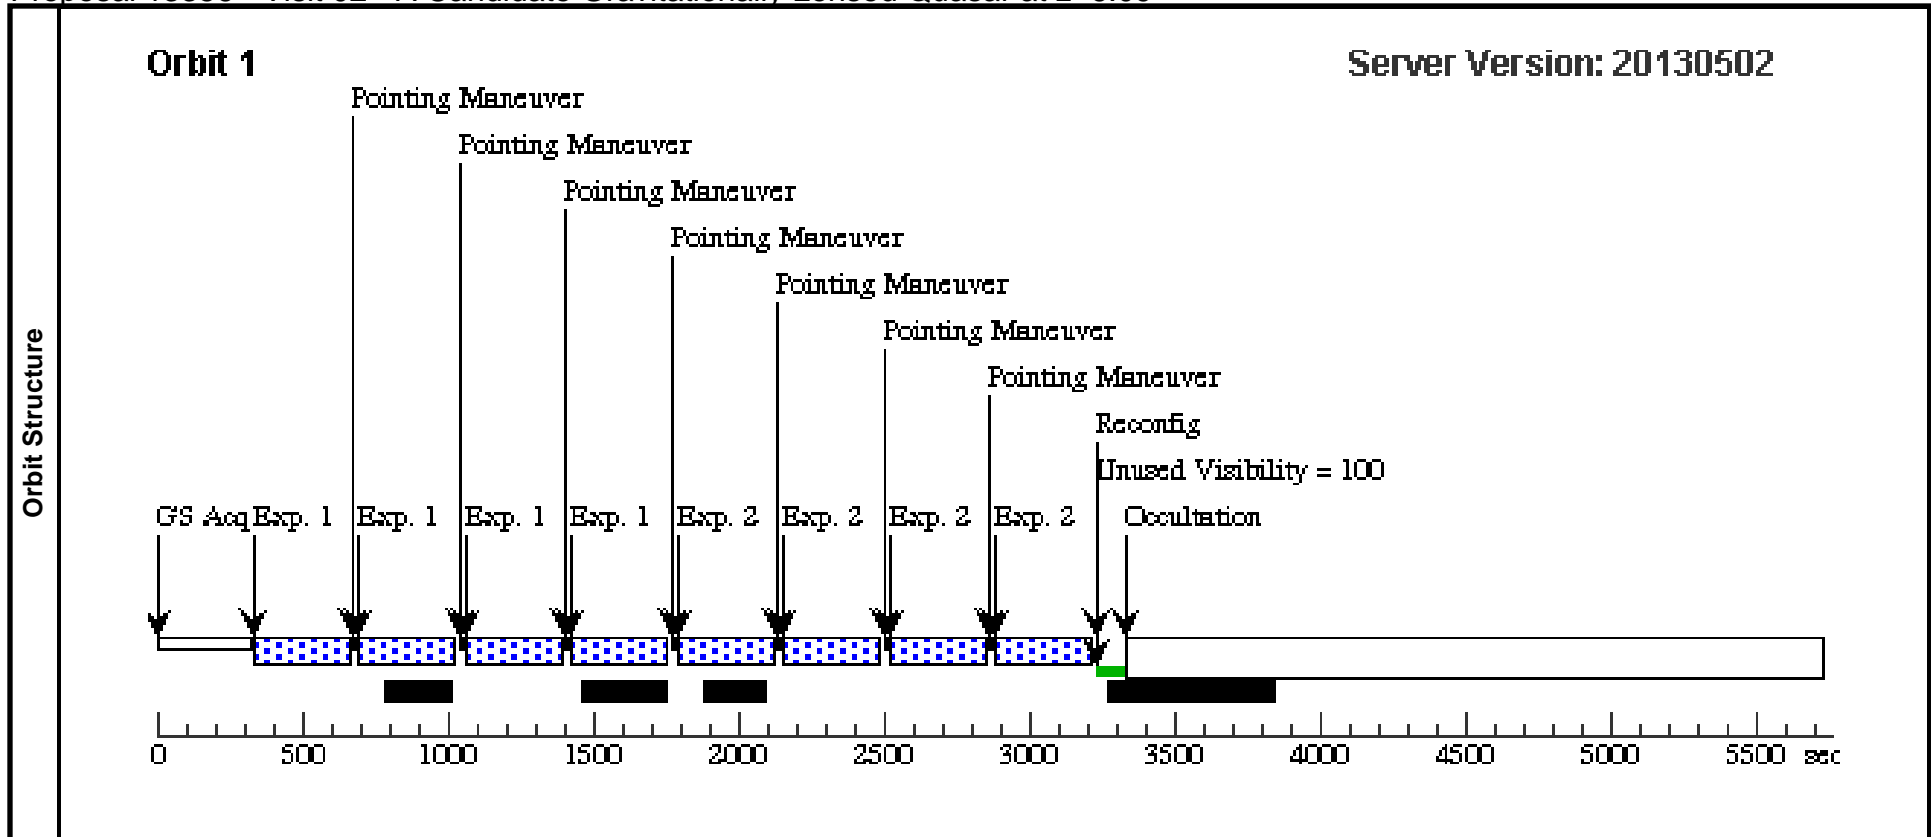 Orbit 1
Server Version: 20130502
Pointing Maneuver
Pointing Maneuver
Pointing Maneuver
Pointing Maneuver
Pointing Maneuver
Pointing Maneuver
Pointing Maneuver
Reconfig
Unused Visibility = 100
GS Acq Exp. 1 Exp. 1 Exp. 1 Exp. 1 Exp. 2 Exp. 2 Exp. 2 Exp. 2 Occultation
0 500 1000 1500 2000 2500 3000 3500 4000 4500 5000 5500 sec
Orbit Structure